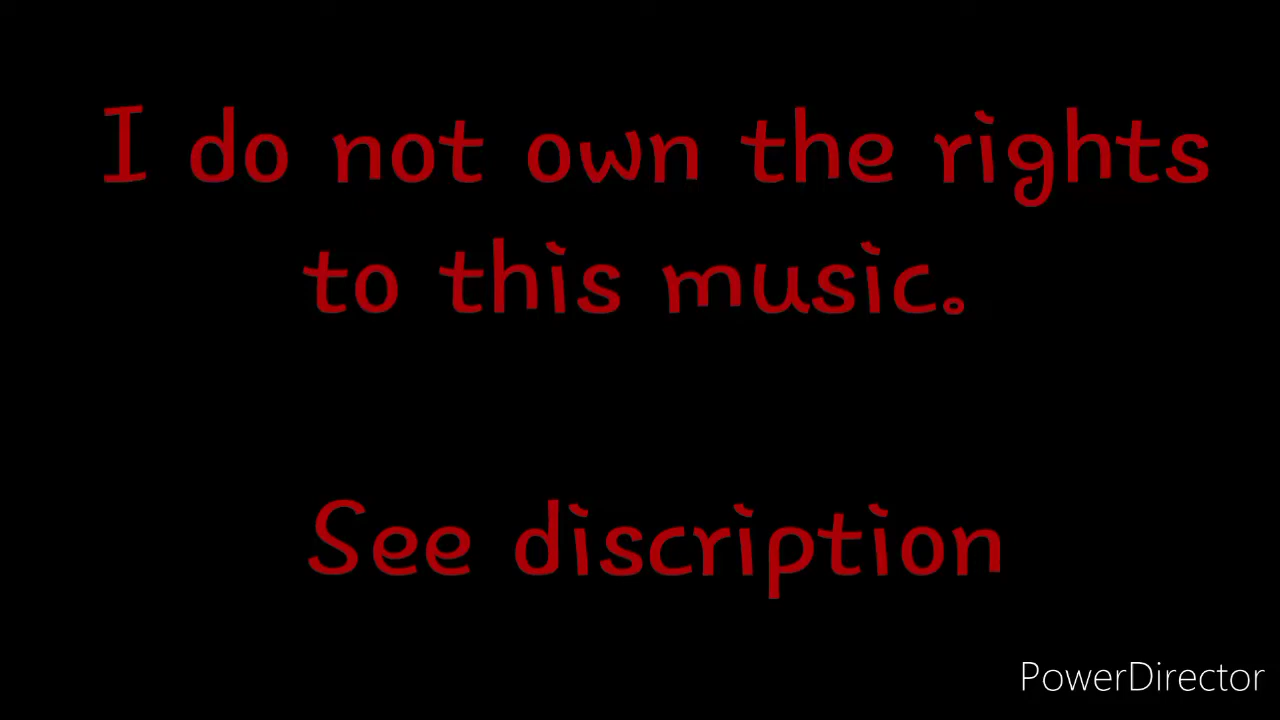 I do not own the rights
to this music.
See discription
PowerDirector